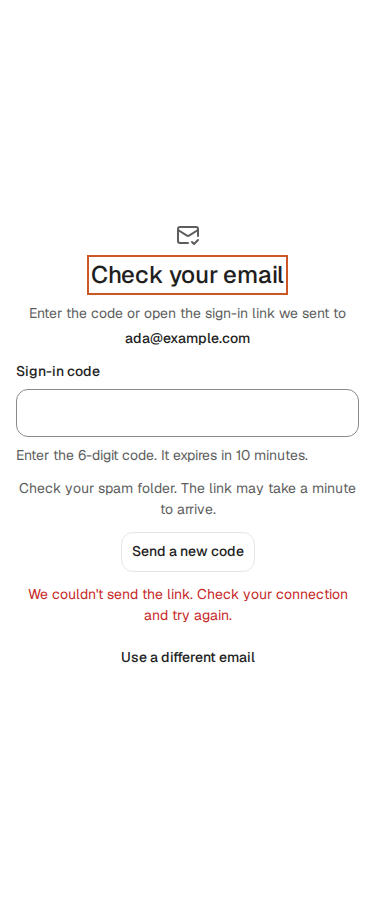 Check your email
Enter the code or open the sign-in link we sent to
ada@example.com
Sign-in code
Enter the 6-digit code. It expires in 10 minutes.
Check your spam folder. The link may take a minute
to arrive.
Send a new code
We couldn't send the link. Check your connection
and try again.
Use a different email